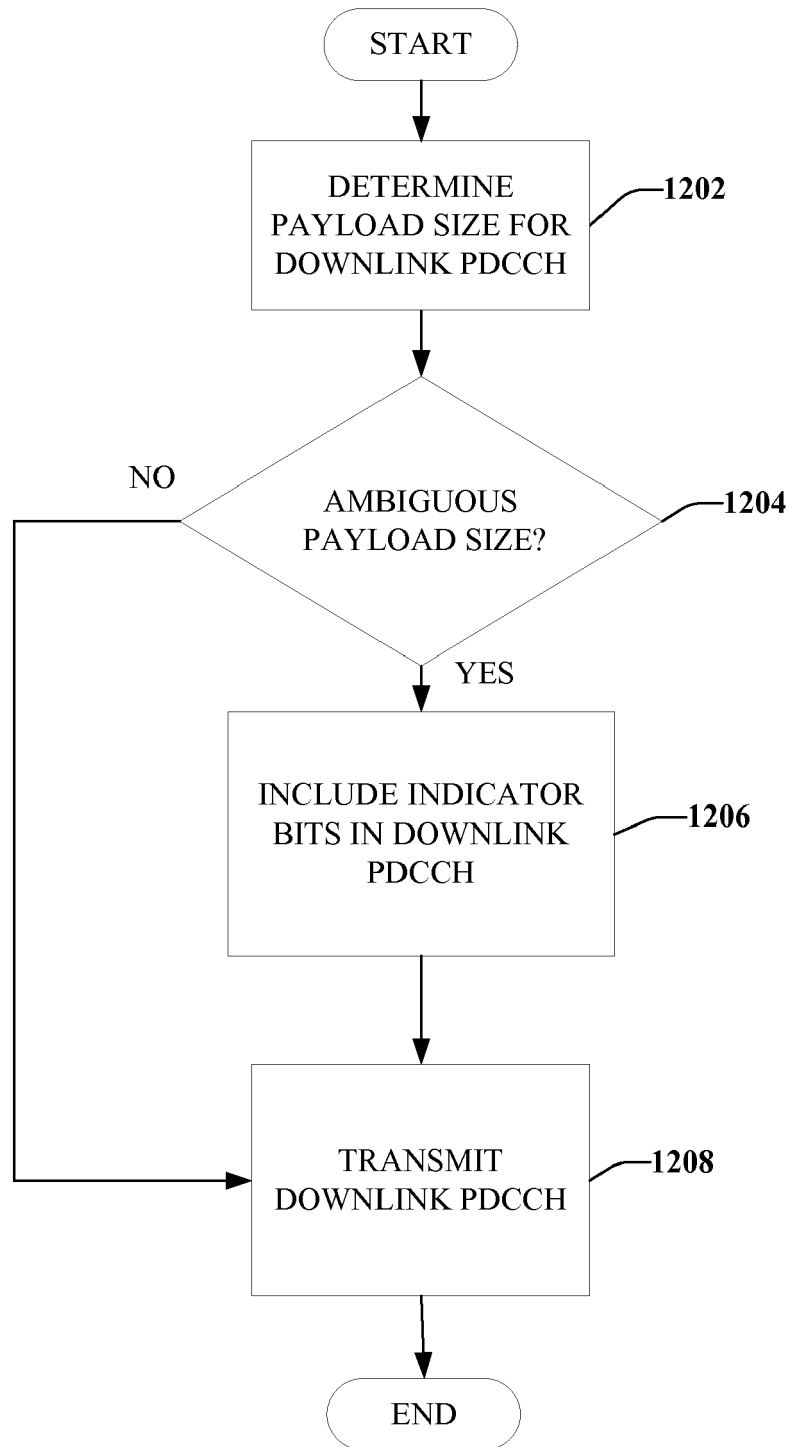 START
DETERMINE
PAYLOAD SIZE FOR
DOWNLINK PDCCH
1202
NO
AMBIGUOUS
PAYLOAD SIZE?
1204
YES
INCLUDE INDICATOR
BITS IN DOWNLINK
PDCCH
1206
TRANSMIT
DOWNLINK PDCCH
1208
END